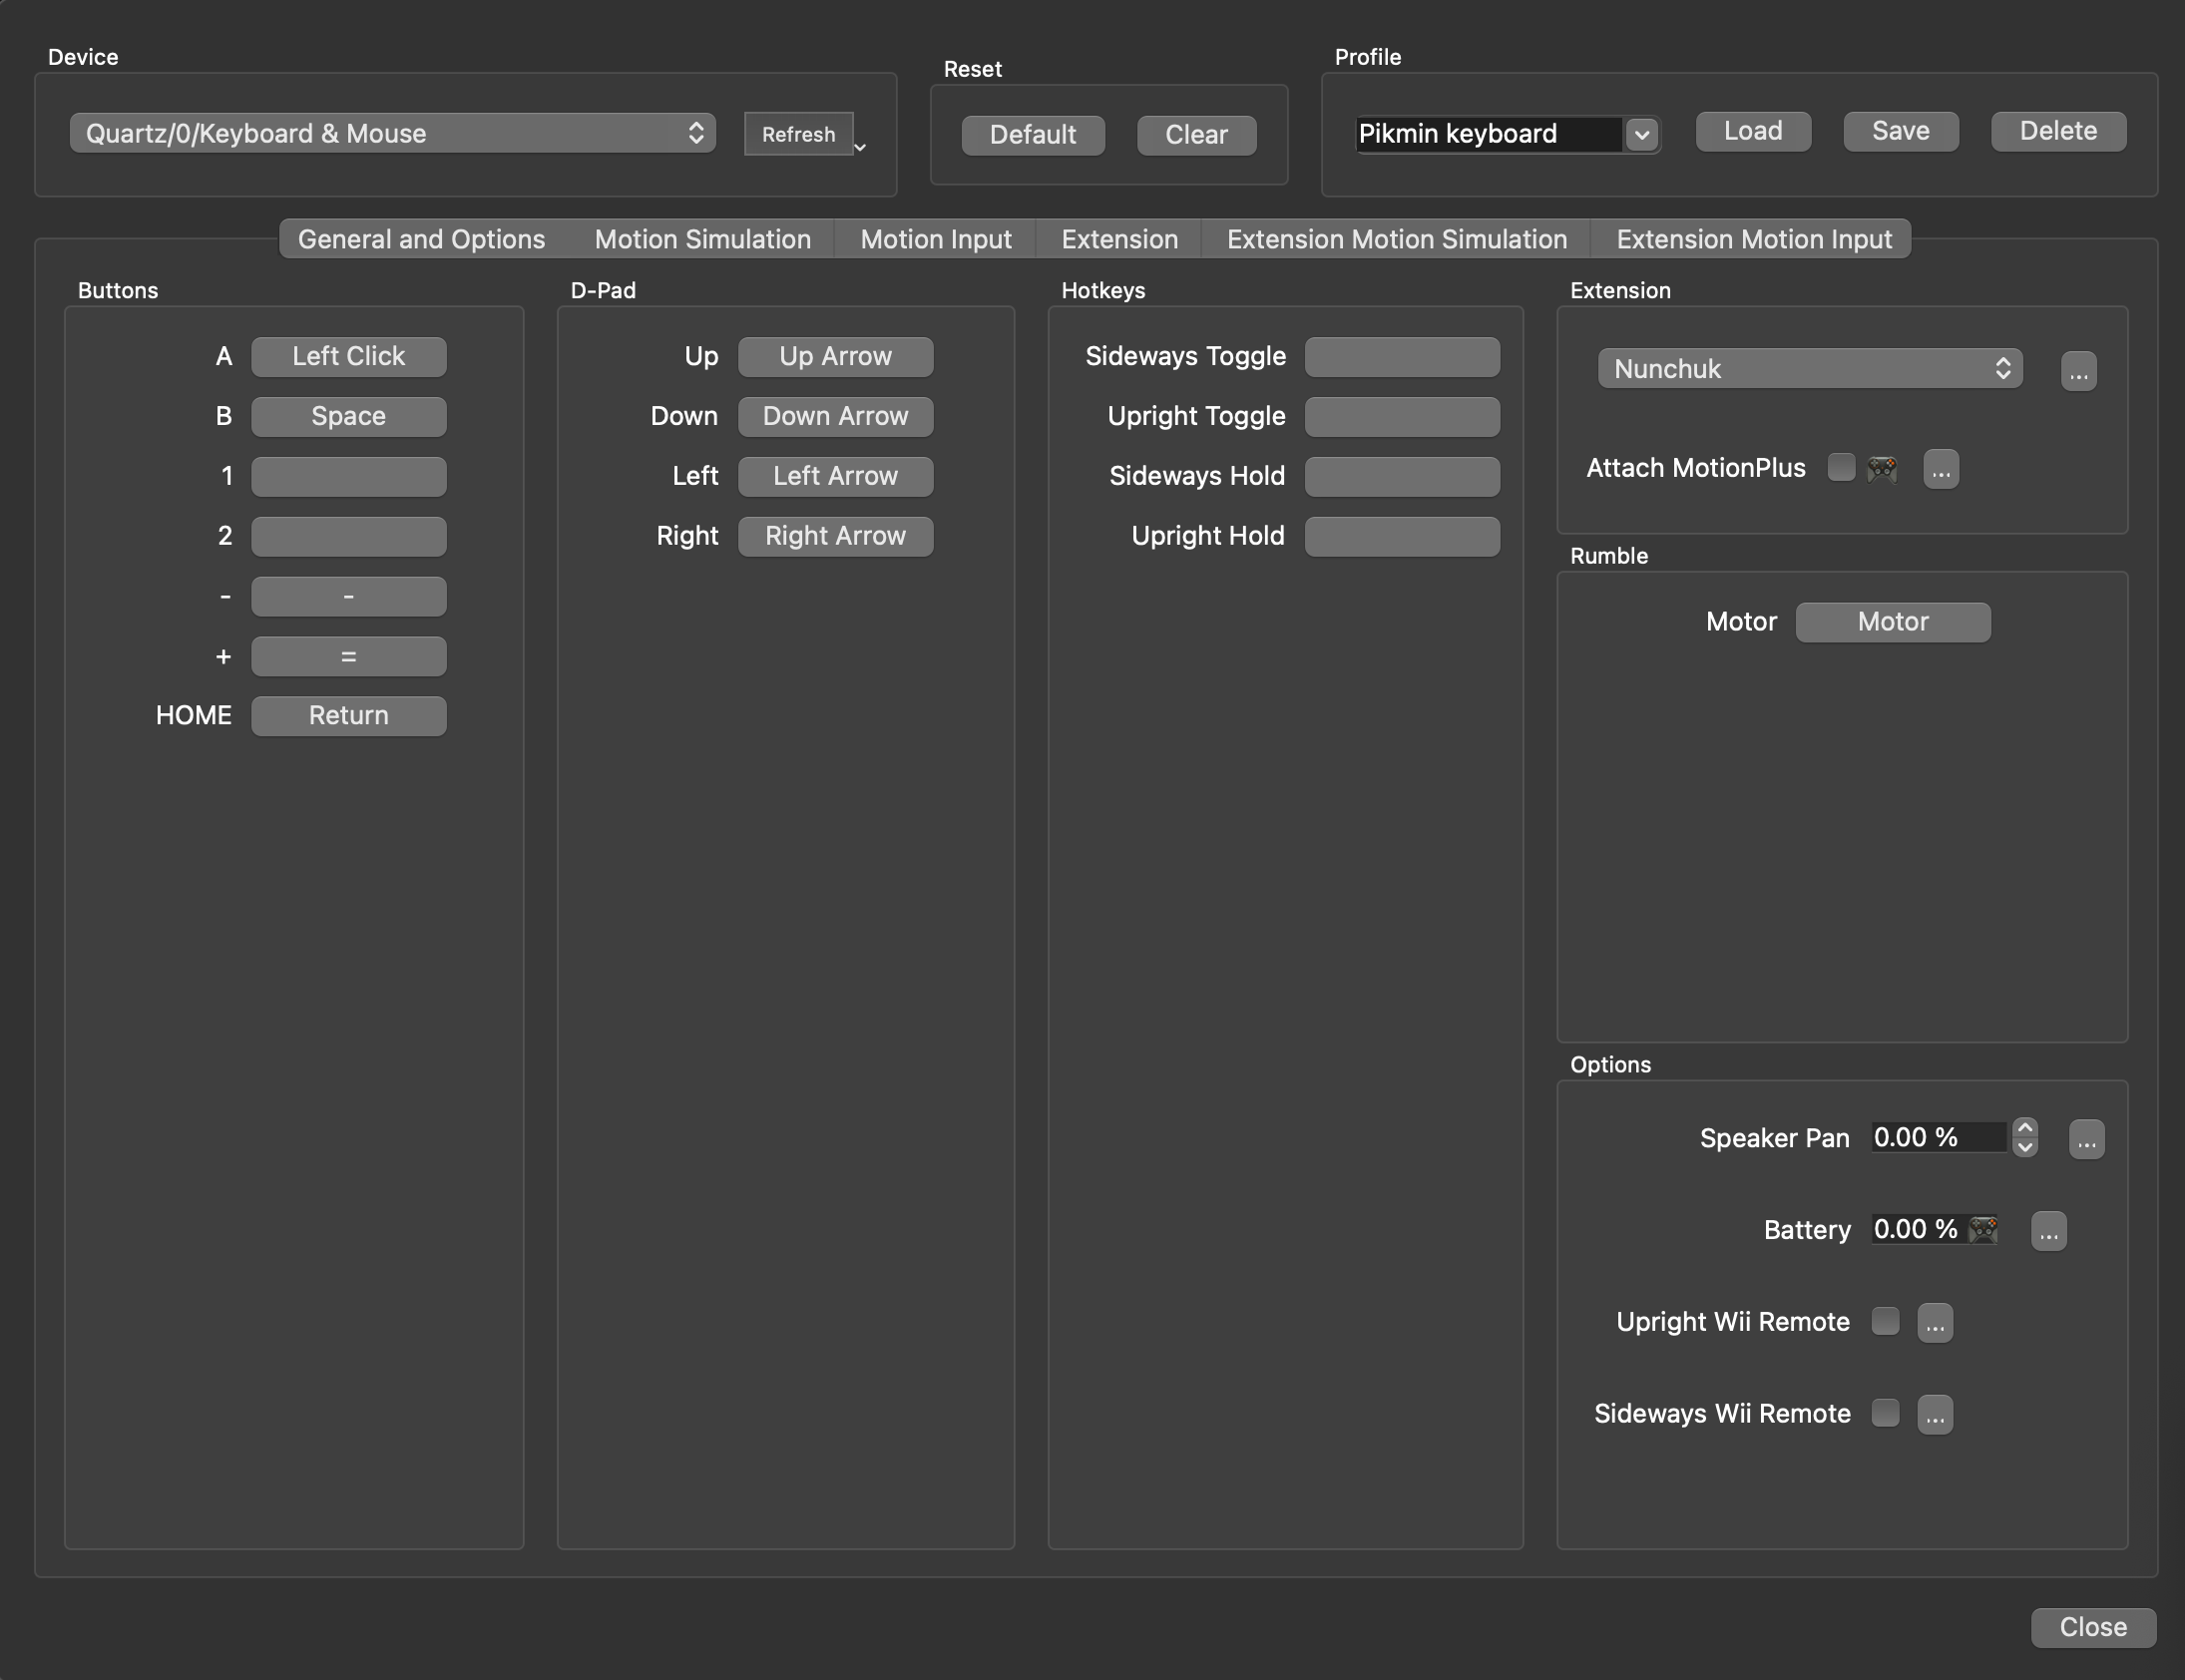 Device
Quartz/0/Keyboard & Mouse
Refresh
Reset
Default Clear
Profile
Pikmin keyboard
Load Save Delete
General and Options Motion Simulation Motion Input Extension Extension Motion Simulation Extension Motion Input
Buttons
A Left Click
B Space
1
2
- -
+ =
HOME Return
D-Pad
Up Up Arrow
Down Down Arrow
Left Left Arrow
Right Right Arrow
Hotkeys
Sideways Toggle
Upright Toggle
Sideways Hold
Upright Hold
Extension
Nunchuk ...
Attach MotionPlus ...
Rumble
Motor Motor
Options
Speaker Pan 0.00 % ...
Battery 0.00 % ...
Upright Wii Remote ...
Sideways Wii Remote ...
Close